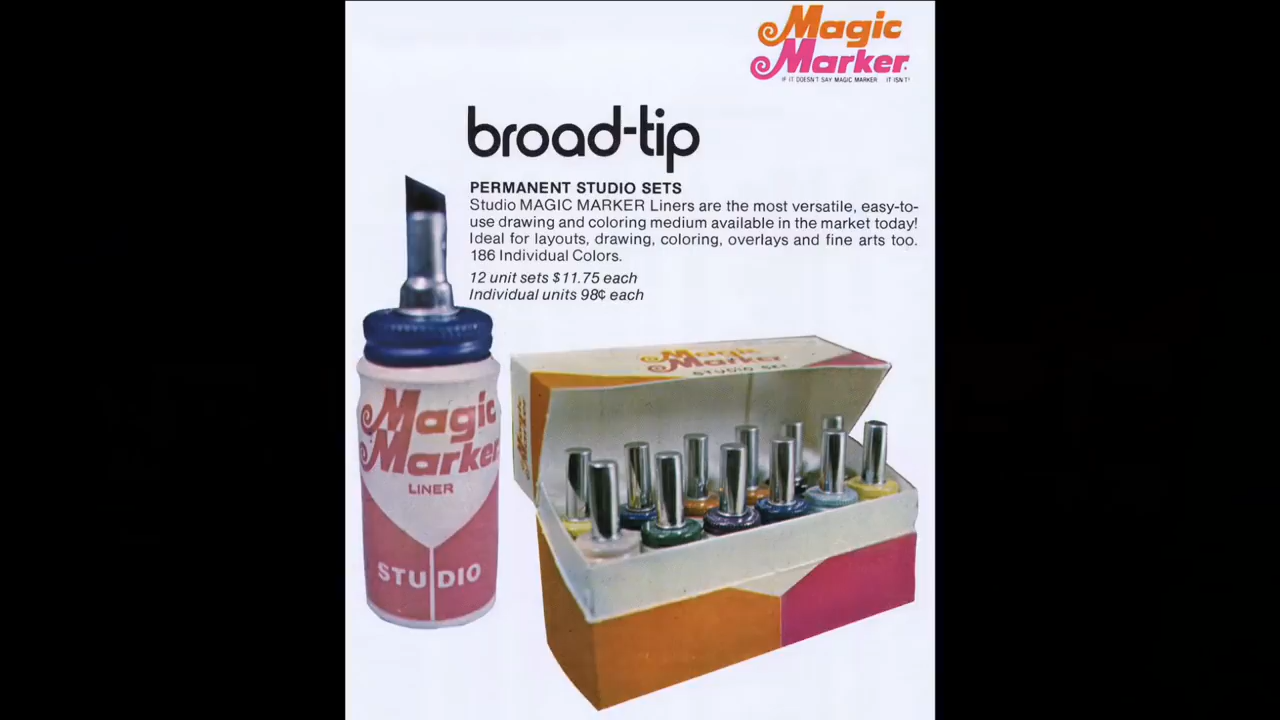 Magic
Marker
IF IT DOESN'T SAY MAGIC MARKER IT ISN'T!
broad-tip
PERMANENT STUDIO SETS
Studio MAGIC MARKER Liners are the most versatile, easy-to-
use drawing and coloring medium available in the market today!
Ideal for layouts, drawing, coloring, overlays and fine arts too.
186 Individual Colors.
12 unit sets $11.75 each
Individual units 98¢ each
Magic
Marker
LINER
STUDIO
Magic
Marker
STUDIO SET
Magic
Marker